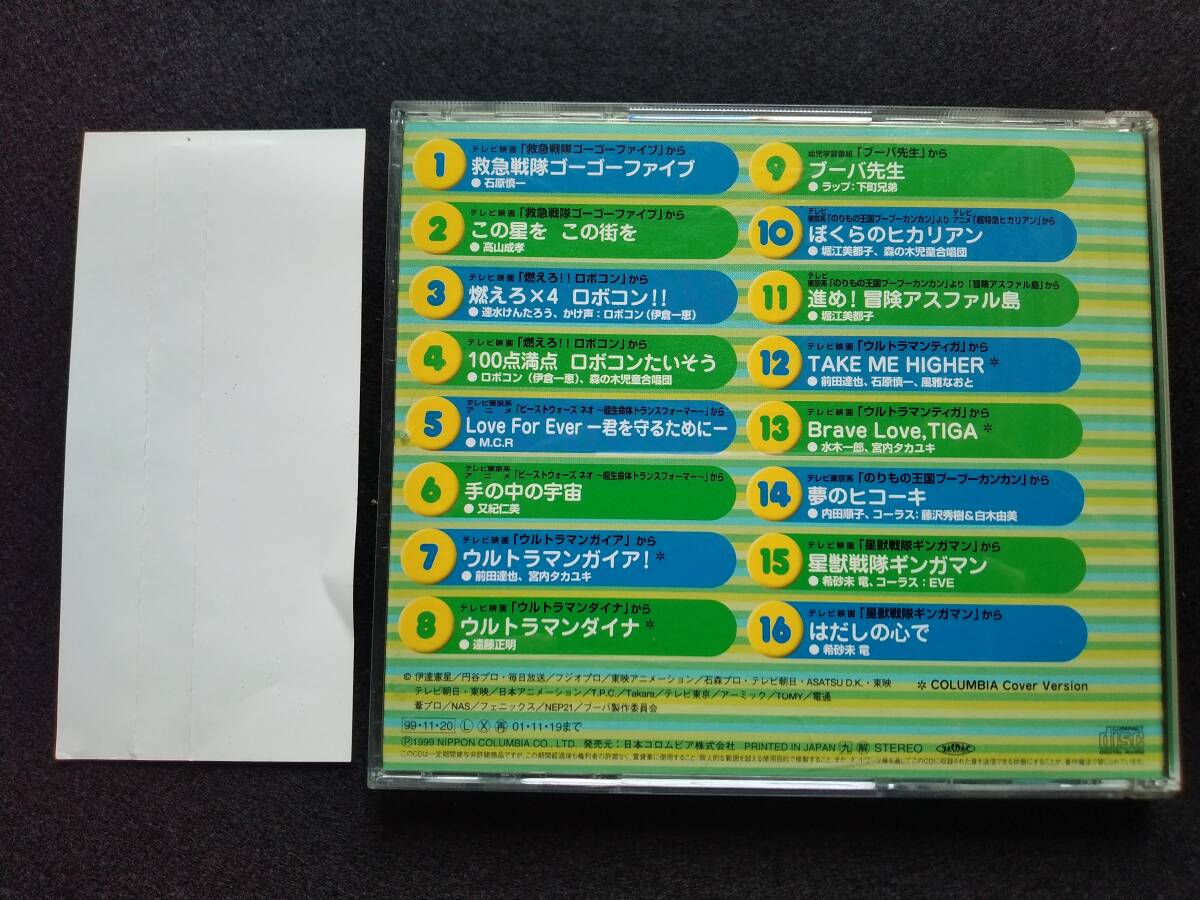 1
テレビ映画「救急戦隊ゴーゴーファイブ」から
救急戦隊ゴーゴーファイブ
●石原慎一
2
テレビ映画「救急戦隊ゴーゴーファイブ」から
この星を この街を
●高山成孝
3
テレビ映画「燃えろ!!ロボコン」から
燃えろ×4 ロボコン!!
●速水けんたろう、かけ声：ロボコン（伊倉一恵）
4
テレビ映画「燃えろ!!ロボコン」から
100点満点 ロボコンたいそう
●ロボコン（伊倉一恵）、森の木児童合唱団
5
テレビ東京系アニメ「ビーストウォーズ ネオ ～超生命体トランスフォーマー～」から
Love For Ever ー君を守るためにー
●M.C.R
6
テレビ東京系アニメ「ビーストウォーズ ネオ ～超生命体トランスフォーマー～」から
手の中の宇宙
●又紀仁美
7
テレビ映画「ウルトラマンガイア」から
ウルトラマンガイア!＊
●前田達也、宮内タカユキ
8
テレビ映画「ウルトラマンダイナ」から
ウルトラマンダイナ＊
●遠藤正明
9
幼児学習番組「ブーバ先生」から
ブーバ先生
●ラップ：下町兄弟
10
テレビ東京系「のりもの王国ブーブーカンカン」より テレビアニメ「超特急ヒカリアン」から
ぼくらのヒカリアン
●堀江美都子、森の木児童合唱団
11
テレビ東京系「のりもの王国ブーブーカンカン」より「冒険アスファル島」から
進め!冒険アスファル島
●堀江美都子
12
テレビ映画「ウルトラマンティガ」から
TAKE ME HIGHER＊
●前田達也、石原慎一、風雅なおと
13
テレビ映画「ウルトラマンティガ」から
Brave Love,TIGA＊
●水木一郎、宮内タカユキ
14
テレビ東京系「のりもの王国ブーブーカンカン」から
夢のヒコーキ
●内田順子、コーラス：藤沢秀樹&白木由美
15
テレビ映画「星獣戦隊ギンガマン」から
星獣戦隊ギンガマン
●希砂未 竜、コーラス：EVE
16
テレビ映画「星獣戦隊ギンガマン」から
はだしの心で
●希砂未 竜
© 伊達憲星／円谷プロ・毎日放送／フジオプロ／東映アニメーション／石森プロ・テレビ朝日・ASATSU D.K.・東映
テレビ朝日・東映／日本アニメーション／T.P.C／Takara／テレビ東京／アーミック／TOMY／電通
葦プロ／NAS／フェニックス／NEP21／ブーバ製作委員会
＊COLUMBIA Cover Version
99・11・20 Ⓛ Ⓧ 再 01・11・19まで
Ⓟ1999 NIPPON COLUMBIA CO., LTD. 発売元：日本コロムビア株式会社 PRINTED IN JAPAN 九 解 STEREO JASRAC
COMPACT disc DIGITAL AUDIO